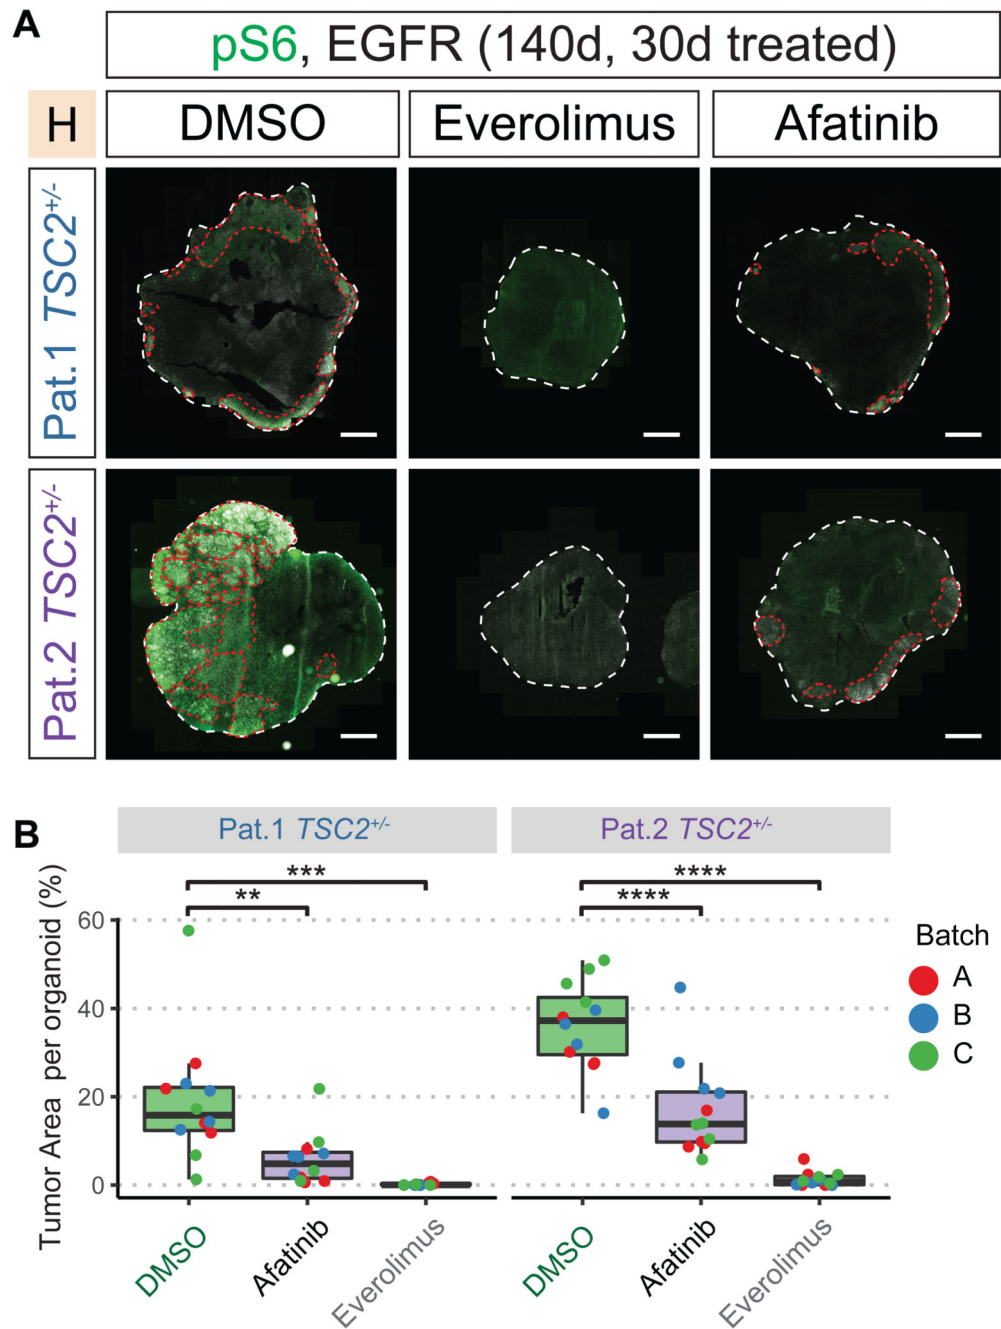 A
pS6, EGFR (140d, 30d treated)
H
DMSO
Everolimus
Afatinib
Pat.1 TSC2+/-
Pat.2 TSC2+/-
B
Pat.1 TSC2+/-
Pat.2 TSC2+/-
***
**
****
****
Tumor Area per organoid (%)
60
40
20
0
DMSO
Afatinib
Everolimus
DMSO
Afatinib
Everolimus
Batch
A
B
C